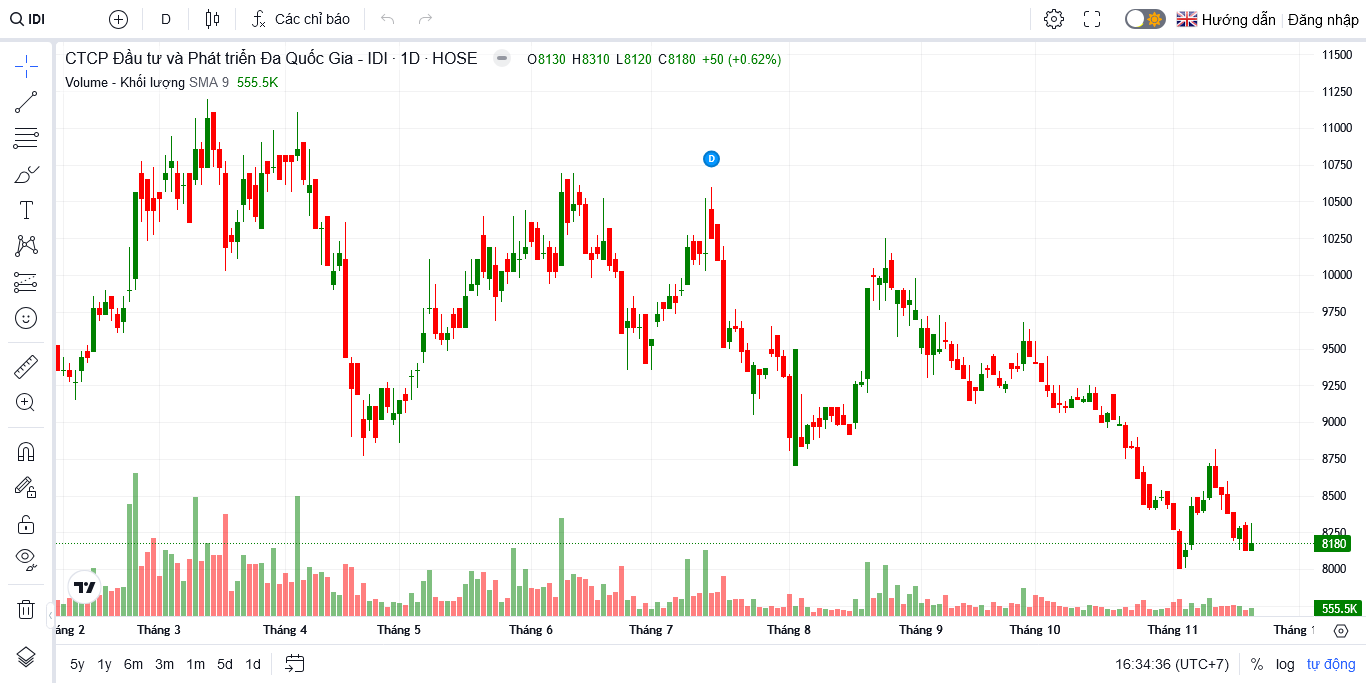 IDI D Các chỉ báo Hướng dẫn Đăng nhập
CTCP Đầu tư và Phát triển Đa Quốc Gia - IDI · 1D · HOSE O8130 H8310 L8120 C8180 +50 (+0.62%)
Volume - Khối lượng SMA 9 555.5K
D
11500
11250
11000
10750
10500
10250
10000
9750
9500
9250
9000
8750
8500
8250
8180
8000
555.5K
áng 2 Tháng 3 Tháng 4 Tháng 5 Tháng 6 Tháng 7 Tháng 8 Tháng 9 Tháng 10 Tháng 11 Tháng 1
5y 1y 6m 3m 1m 5d 1d 16:34:36 (UTC+7) % log tự động